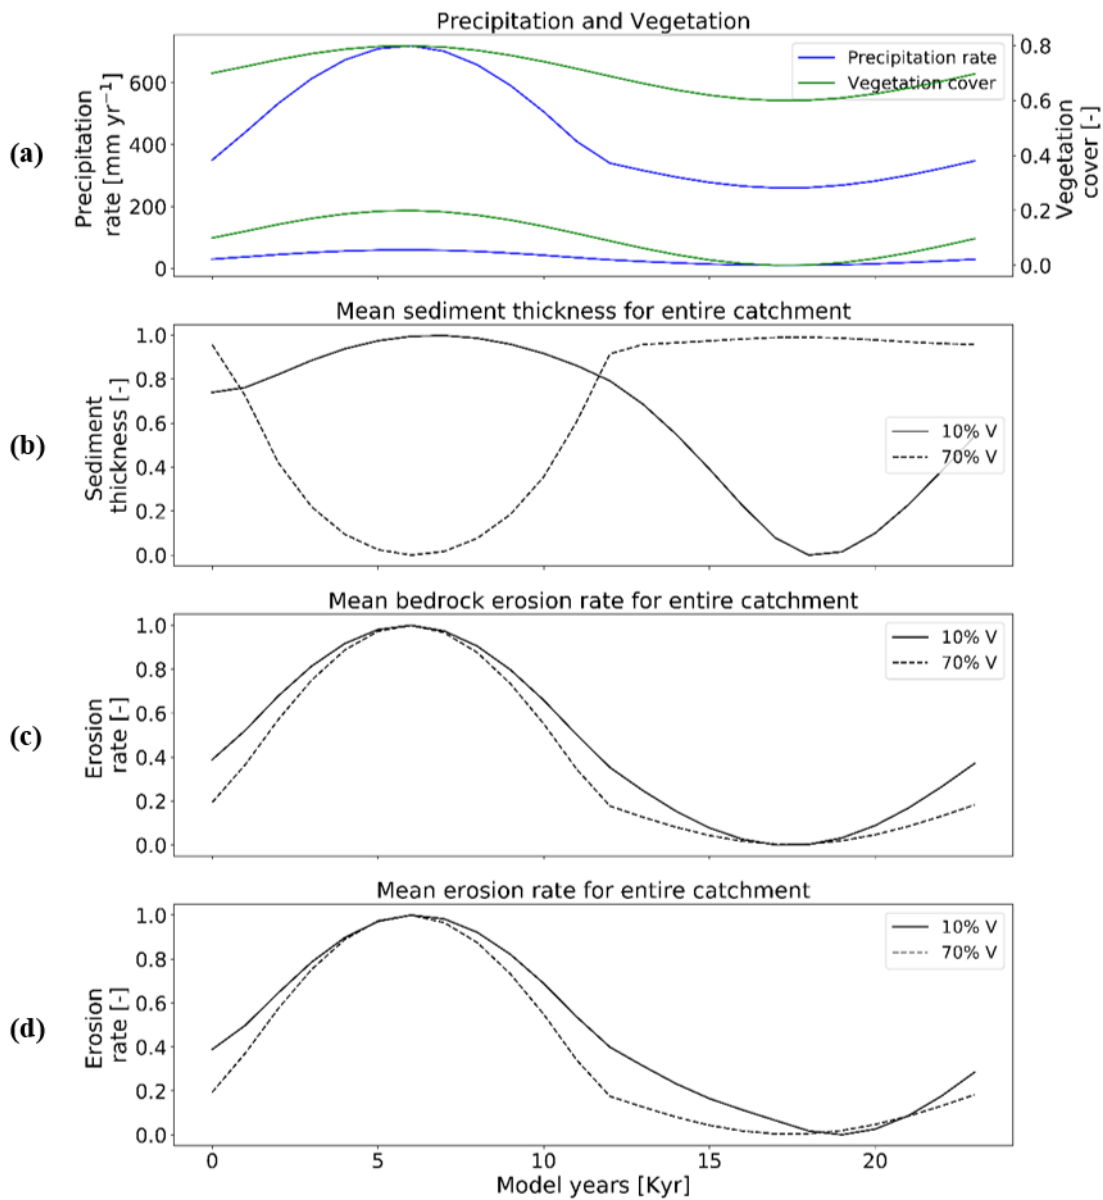 Precipitation and Vegetation
(a)
Precipitation
rate [mm yr⁻¹]
600
400
200
0
Precipitation rate
Vegetation cover
0.8
0.6
0.4
0.2
0.0
Vegetation
cover [-]
Mean sediment thickness for entire catchment
(b)
Sediment
thickness [-]
1.0
0.8
0.6
0.4
0.2
0.0
10% V
70% V
Mean bedrock erosion rate for entire catchment
(c)
Erosion
rate [-]
1.0
0.8
0.6
0.4
0.2
0.0
10% V
70% V
Mean erosion rate for entire catchment
(d)
Erosion
rate [-]
1.0
0.8
0.6
0.4
0.2
0.0
10% V
70% V
0 5 10 15 20
Model years [Kyr]